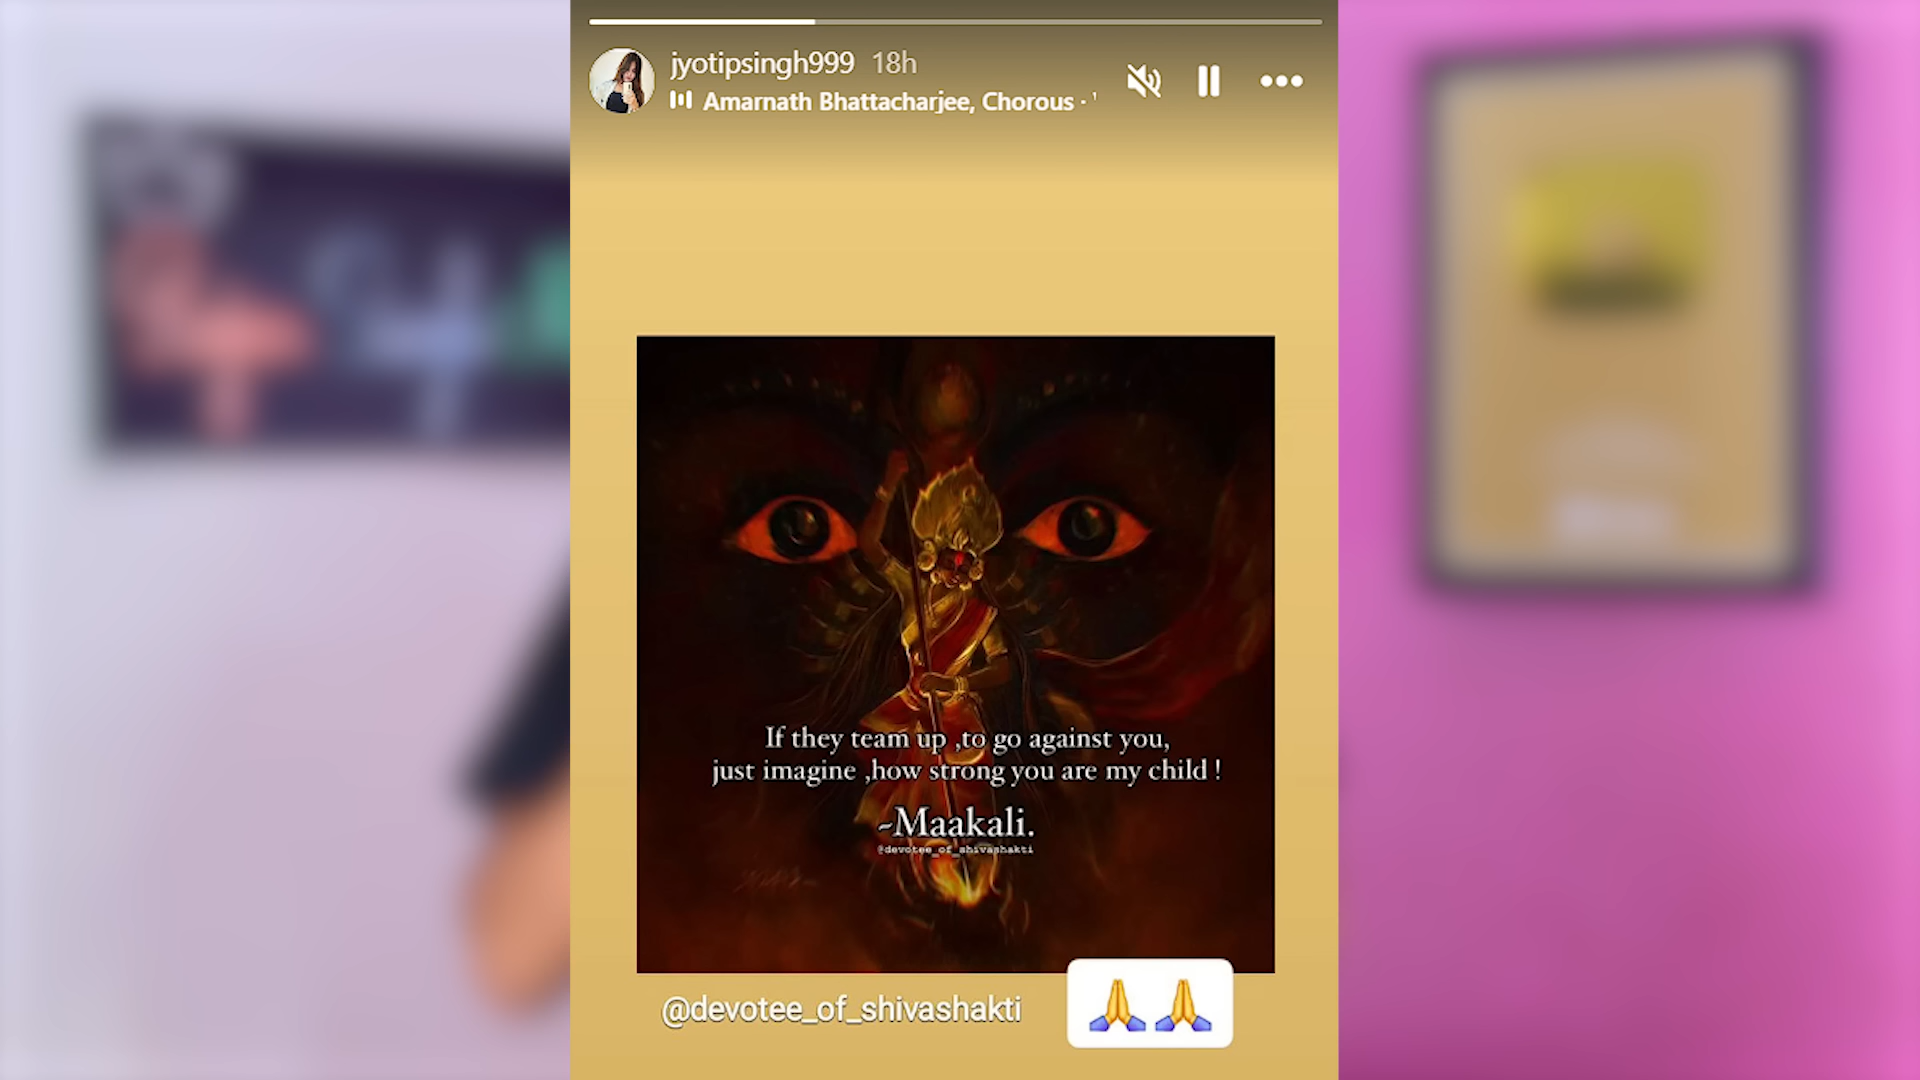 jyotipsingh999 18h
Amarnath Bhattacharjee, Chorous ·
If they team up ,to go against you,
just imagine ,how strong you are my child !
~Maakali.
@devotee_of_shivashakti
@devotee_of_shivashakti